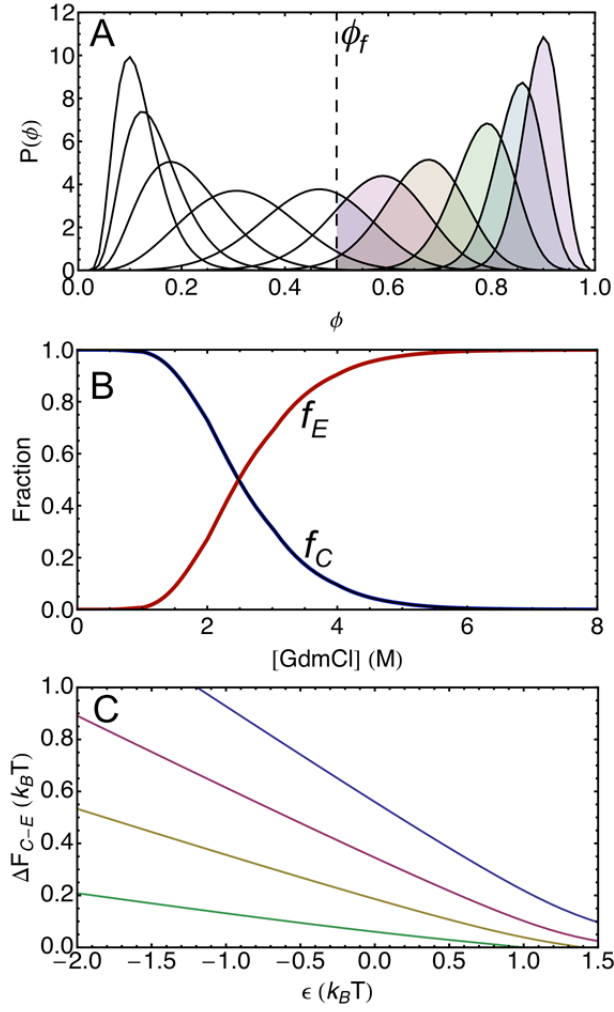 A
ϕf
P(ϕ)
12
10
8
6
4
2
0
0.0 0.2 0.4 0.6 0.8 1.0
ϕ
B
fE
fC
Fraction
1.0
0.8
0.6
0.4
0.2
0.0
0 2 4 6 8
[GdmCl] (M)
C
ΔF_C-E (k_BT)
1.0
0.8
0.6
0.4
0.2
0.0
−2.0 −1.5 −1.0 −0.5 0.0 0.5 1.0 1.5
ϵ (k_BT)